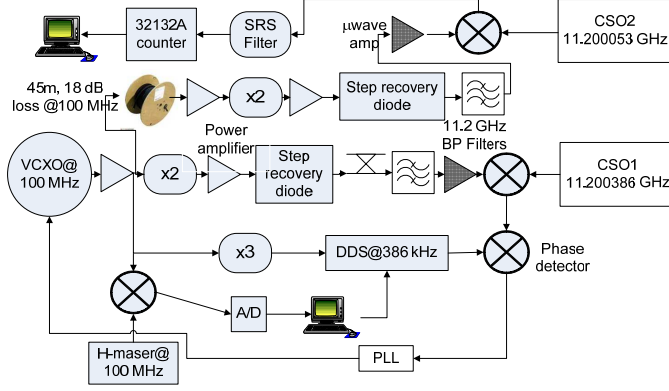 32132A
counter
SRS
Filter
μwave
amp
CSO2
11.200053 GHz
45m, 18 dB
loss @100 MHz
x2
Step recovery
diode
11.2 GHz
BP Filters
Power
amplifier
VCXO@
100 MHz
x2
Step
recovery
diode
CSO1
11.200386 GHz
x3
DDS@386 kHz
Phase
detector
A/D
H-maser@
100 MHz
PLL